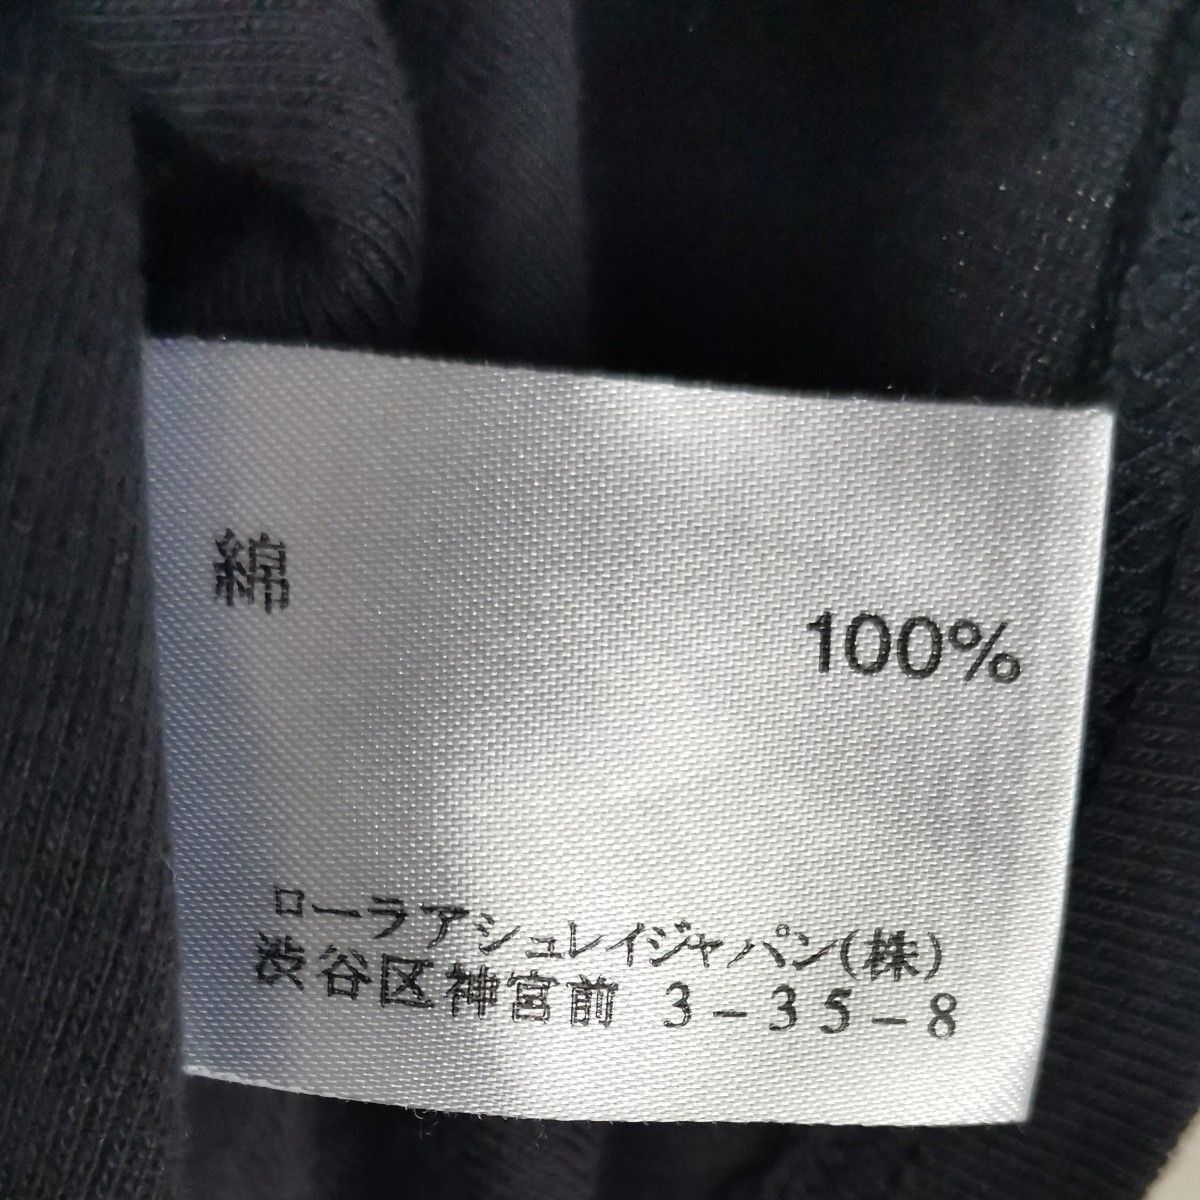 綿 100%
ローラアシュレイジャパン(株)
渋谷区神宮前 3-35-8